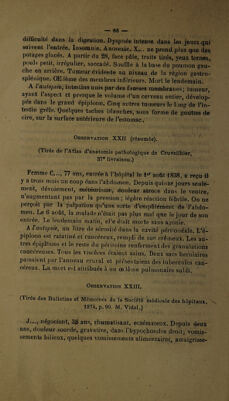 — 66 —
difficulté dans la digestion. Dyspnée intense dans les jours qui
suivent l'entrée. Insomnie, Anorexie. X... ne prend plus que des
potages glacés. A partir du 28, face pâle, traits tirés, yeux ternes,
pouls petit, irrégulier, saccadé. Souffle à la base du poumon gau-
che en arrière. Tumeur évidente au niveau de la région gastro-
splénique. Œdème des membres inférieurs. Mort le lendemain.
A l'autopsie, intestins unis par des fausses membranes; tumeur,
ayant l'aspect et presque le volume d'un cerveau entier, dévelop-
pés dans le grand épiploon. Cinq autres tumeurs le long de l'in-
testin grêle. Quelques taches blanches, sous forme de gouttes de
cire, sur la surface antérieure de l'estomac.
Observation XXII (résumée).
(Tirée de l'Atlas d'anatomie pathologique de Cruveilhier,
37e livraison.)
Femme C..., 77 ans, entrée à l'hôpital le 1er août 1838, a reçu il
y a trois mois un coup dans l'abdomen. Depuis quinze jours seule-
ment, dévoiement, météorisme, douleur atroce dans le ventre,
n'augmentant pas par la pression; légère réaction fébrile. On ne
perçoit par la palpation qu'une sorte d'empâtement de l'abdo-
men. Le 6 août, la malade n'était pas plus mal que le jour de son
entrée. Le lendemain matin, elle était morte sans agonie.
A l'autopsie, un litre de sérosité dans la cavité péritonéale. L'é-
piploon est ratatiné et cancéreux, rempli de suc crémeux. Les au-
tres épiploons et le reste du péritoine renferment des granulations
cancéreuses. Tous les viscères étaient sains. Deux sacs herniaires
passaient par l'anneau crural et présentaient des tubercules can-
céreux. La mort est attribuée à un œdème pulmonaire subit.
Observation XXIII.
(Tirée des Bulletins et Mémoires de la Société médicale des hôpitaux,
1874, p. 90. M. Vidal.)
J..., négociant, 38 ans, rhumatisant, eczémateux. Depuis deux
ans, douleur sourde, gravative, dans l'hypochondre droit; vomis-
sements bilieux, quelques vomissements alimentaires, amaigrisse-